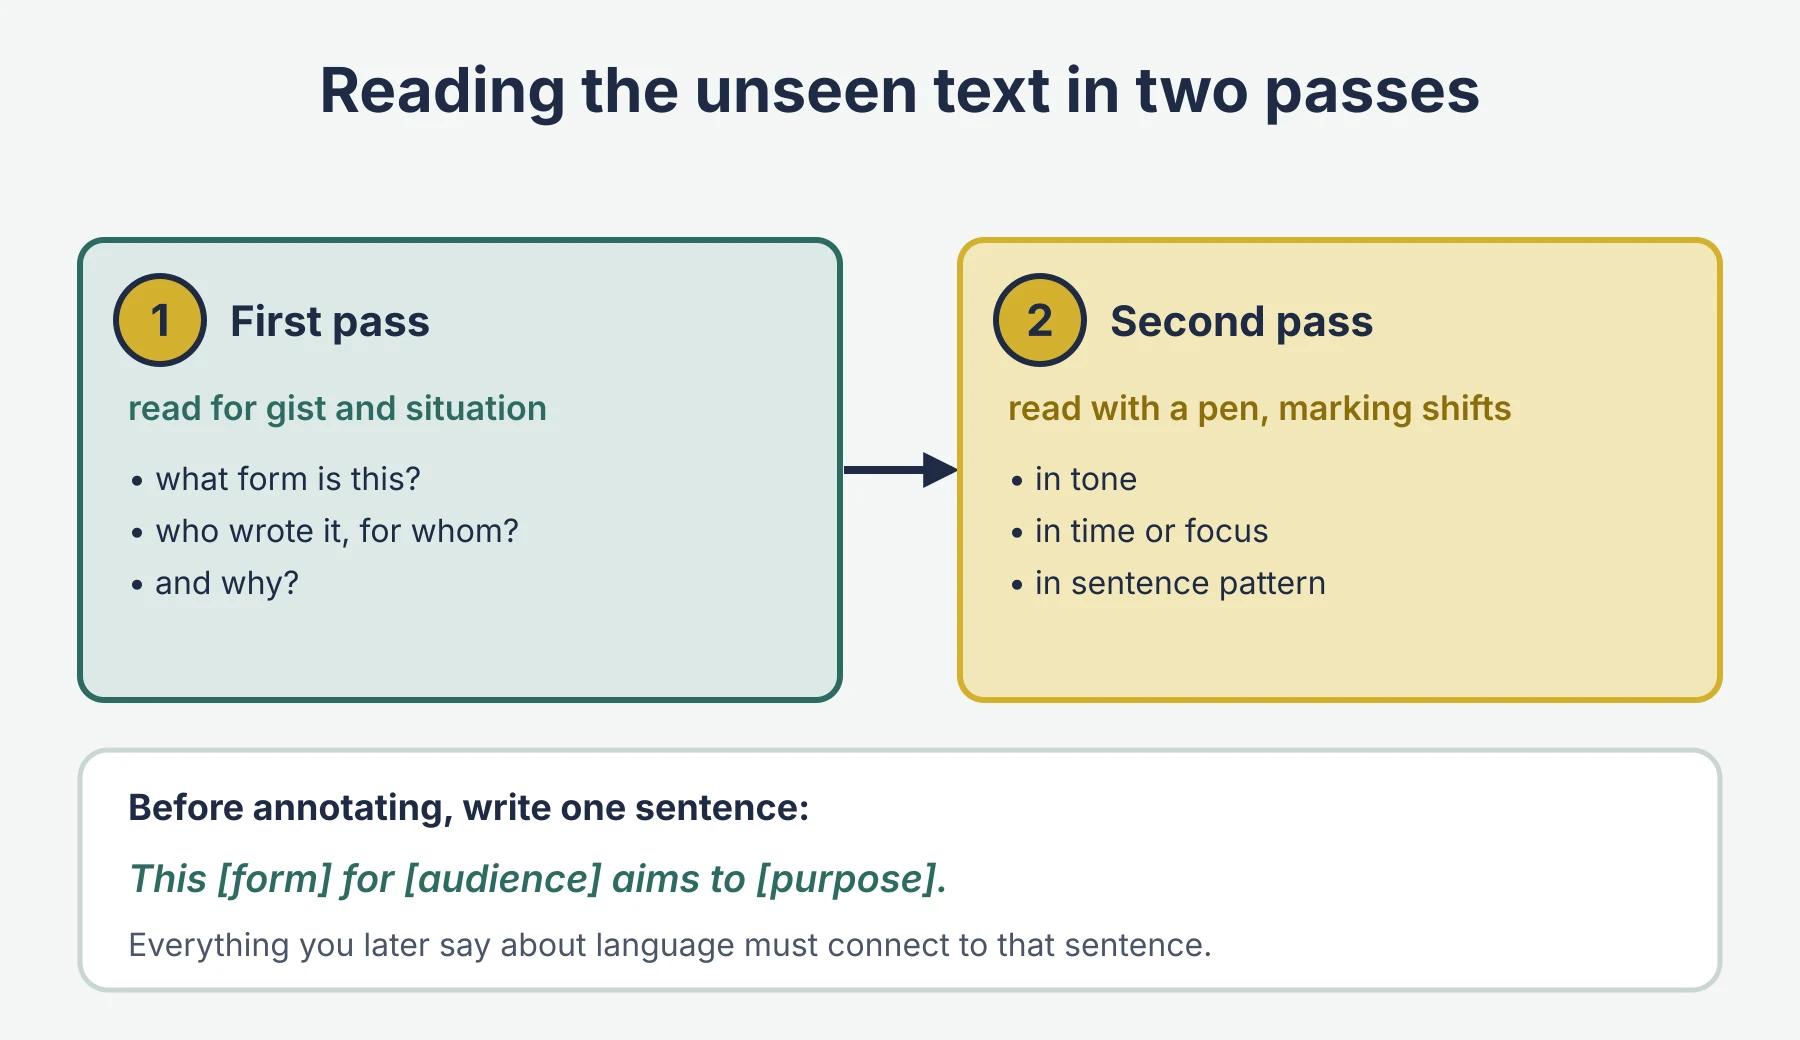 Reading the unseen text in two passes
1 First pass
read for gist and situation
• what form is this?
• who wrote it, for whom?
• and why?
2 Second pass
read with a pen, marking shifts
• in tone
• in time or focus
• in sentence pattern
Before annotating, write one sentence:
This [form] for [audience] aims to [purpose].
Everything you later say about language must connect to that sentence.